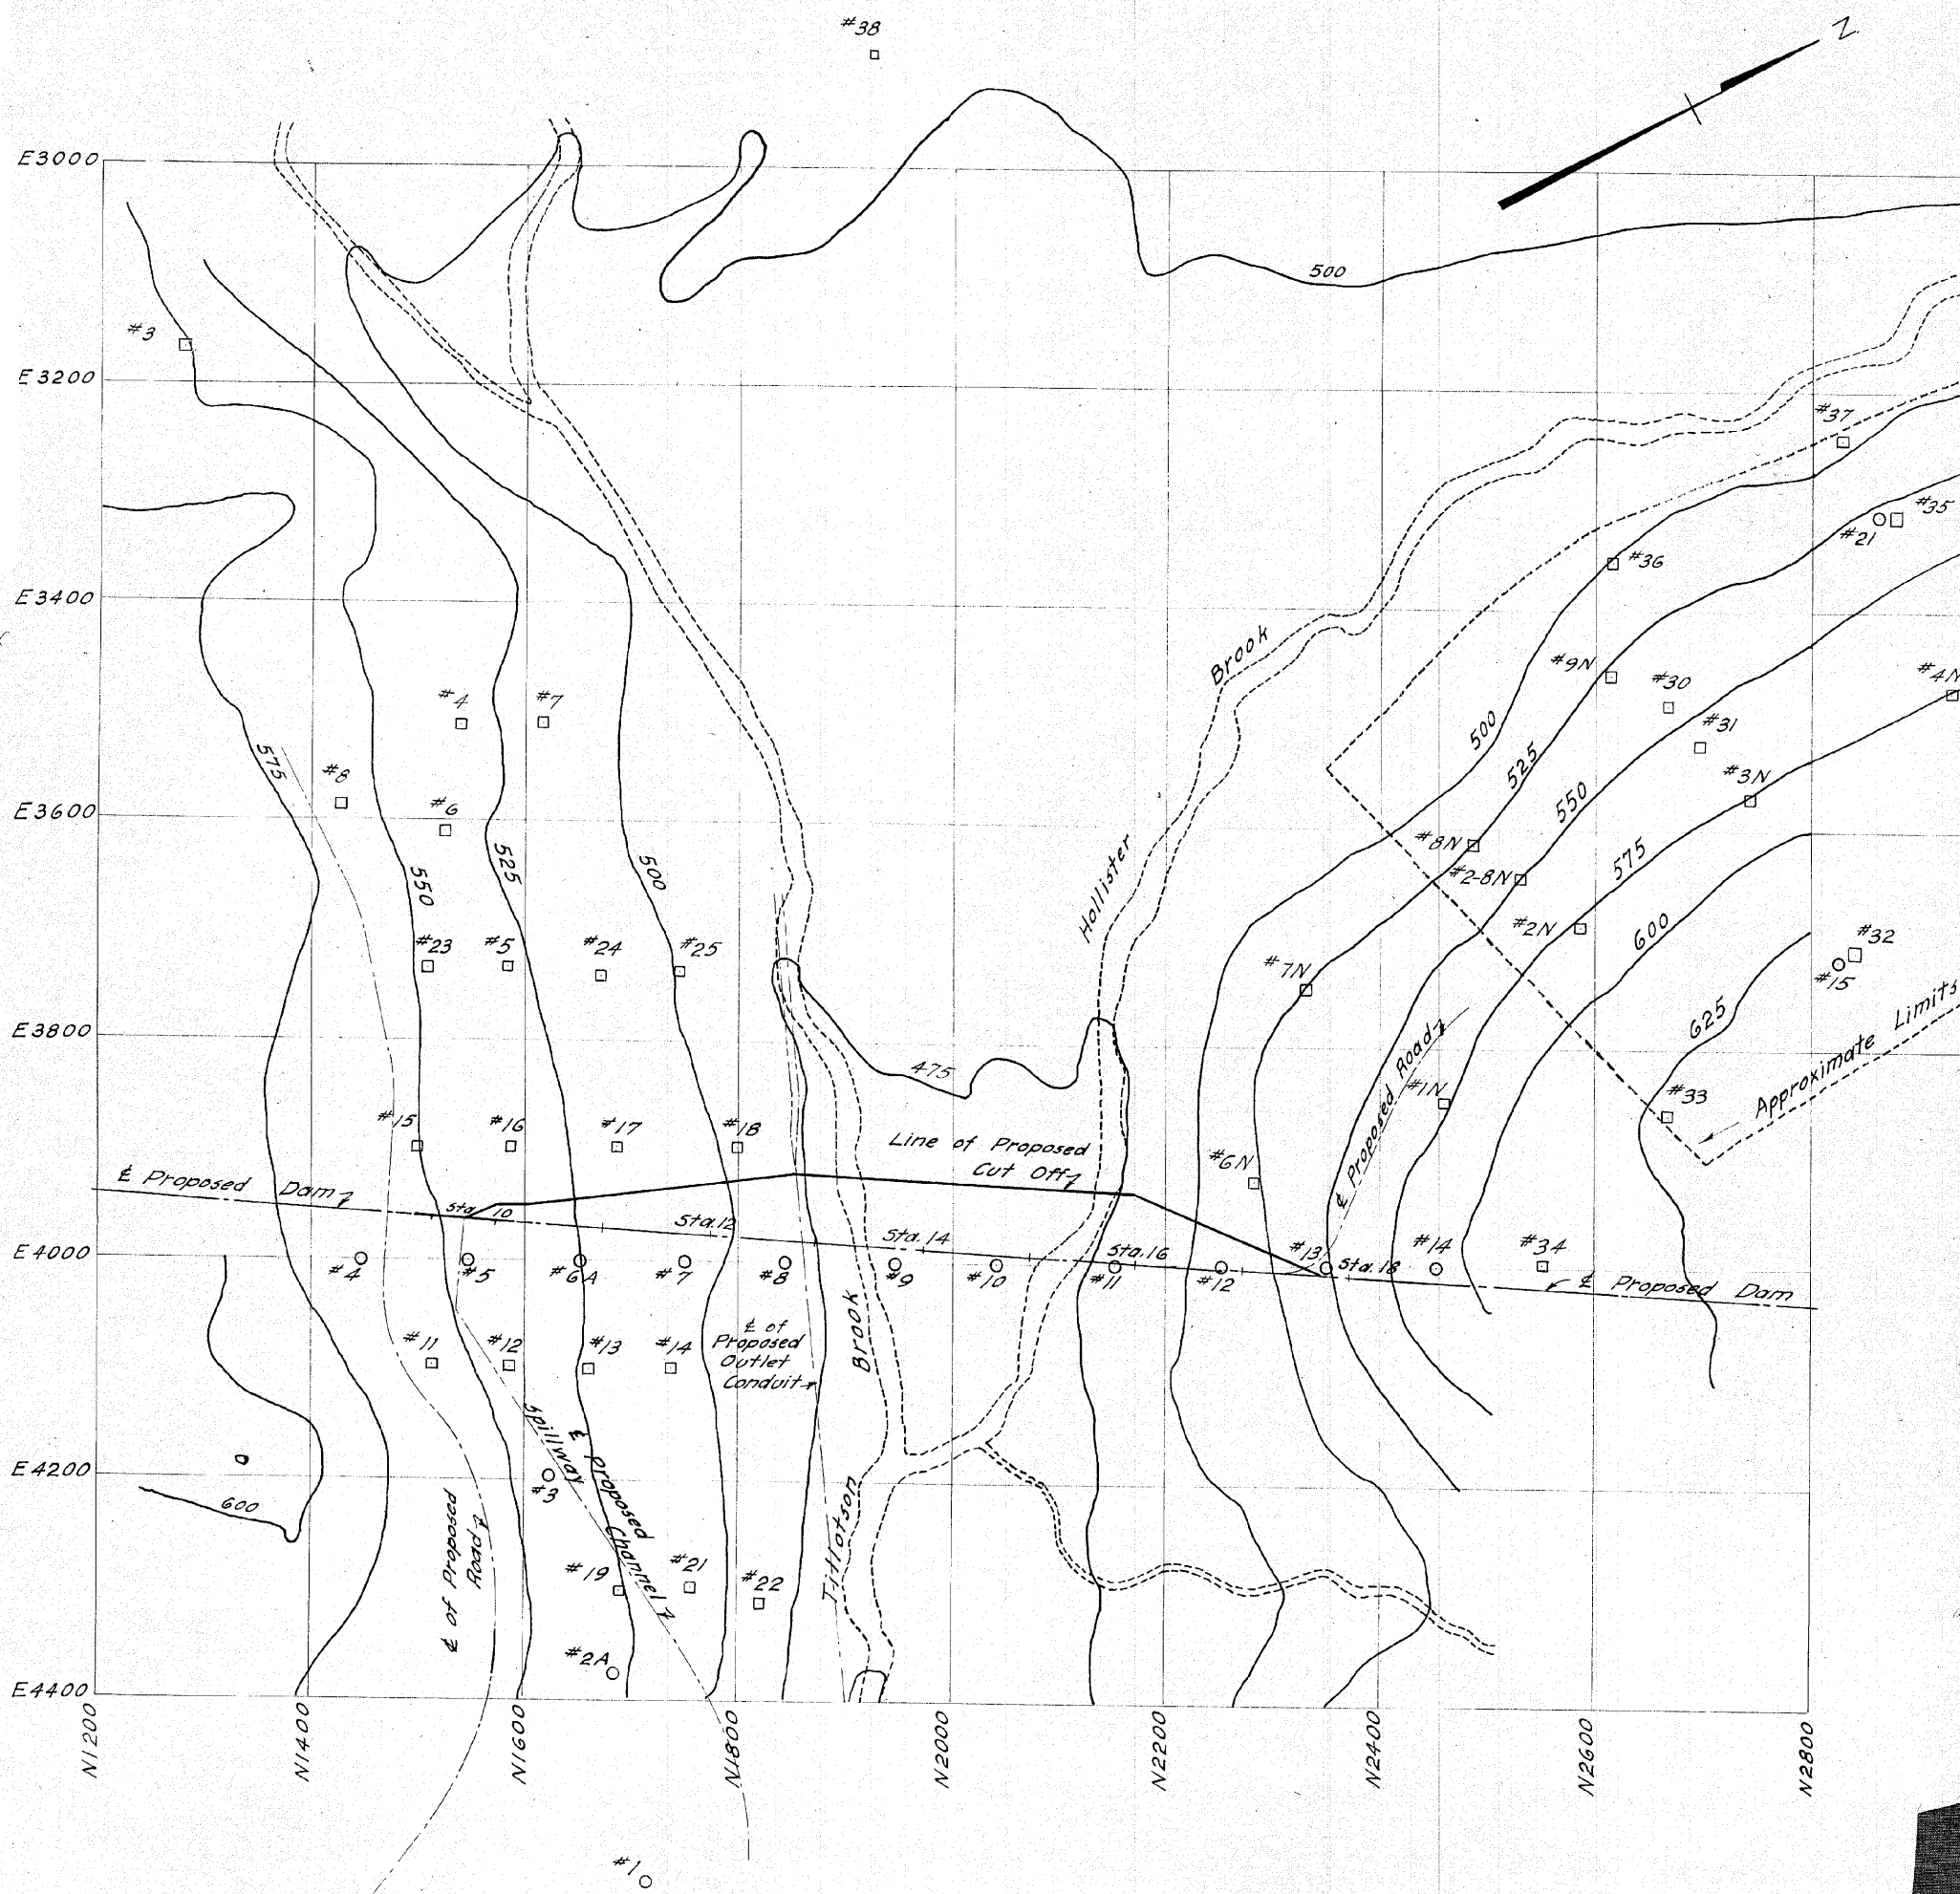 #38
Z
E3000
500
#3
E3200
#37
#35
#21
#36
E3400
Brook
#9N
#30
#4N
#4
#7
#31
500
525
575
#8
#3N
550
#6
E3600
#8N
525
Hollister
575
500
550
#2-8N
#2N
600
#23
#5
#24
#25
#32
#7N
#15
625
E3800
Approximate Limits
475
℄ Proposed Road
#1N
#33
#15
#16
#17
#18
Line of Proposed
Cut Off
#6N
℄ Proposed Dam
Sta. 10
Sta. 12
Sta. 14
Sta. 16
E4000
#4
#5
#6A
#7
#8
#9
#10
#11
#12
#13
Sta. 18
#14
#34
℄ Proposed Dam
#11
#12
#13
#14
℄ of
Proposed
Outlet
Conduit
Brook
℄ Proposed
Spillway
Channel
E4200
#3
600
℄ of Proposed
Road
Tillotson
#19
#21
#22
#2A
E4400
N1200
N1400
N1600
N1800
N2000
N2200
N2400
N2600
N2800
#1